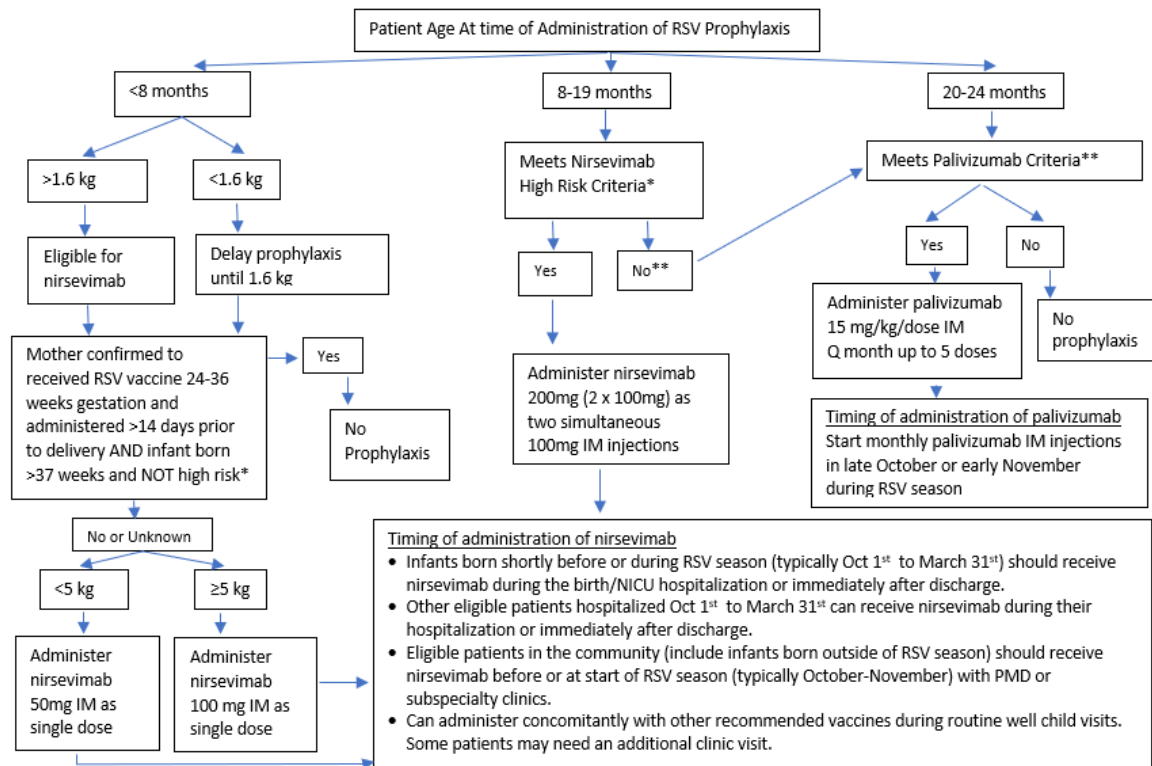 Patient Age At time of Administration of RSV Prophylaxis
<8 months
8-19 months
20-24 months
>1.6 kg
<1.6 kg
Meets Nirsevimab
High Risk Criteria*
Meets Palivizumab Criteria**
Eligible for
nirsevimab
Delay prophylaxis
until 1.6 kg
Yes
No**
Yes
No
Mother confirmed to
received RSV vaccine 24-36
weeks gestation and
administered >14 days prior
to delivery AND infant born
>37 weeks and NOT high risk*
Yes
No
Prophylaxis
Administer nirsevimab
200mg (2 x 100mg) as
two simultaneous
100mg IM injections
Administer palivizumab
15 mg/kg/dose IM
Q month up to 5 doses
No
prophylaxis
Timing of administration of palivizumab
Start monthly palivizumab IM injections
in late October or early November
during RSV season
No or Unknown
<5 kg
≥5 kg
Administer
nirsevimab
50mg IM as
single dose
Administer
nirsevimab
100 mg IM as
single dose
Timing of administration of nirsevimab
• Infants born shortly before or during RSV season (typically Oct 1st to March 31st) should receive
nirsevimab during the birth/NICU hospitalization or immediately after discharge.
• Other eligible patients hospitalized Oct 1st to March 31st can receive nirsevimab during their
hospitalization or immediately after discharge.
• Eligible patients in the community (include infants born outside of RSV season) should receive
nirsevimab before or at start of RSV season (typically October-November) with PMD or
subspecialty clinics.
• Can administer concomitantly with other recommended vaccines during routine well child visits.
Some patients may need an additional clinic visit.